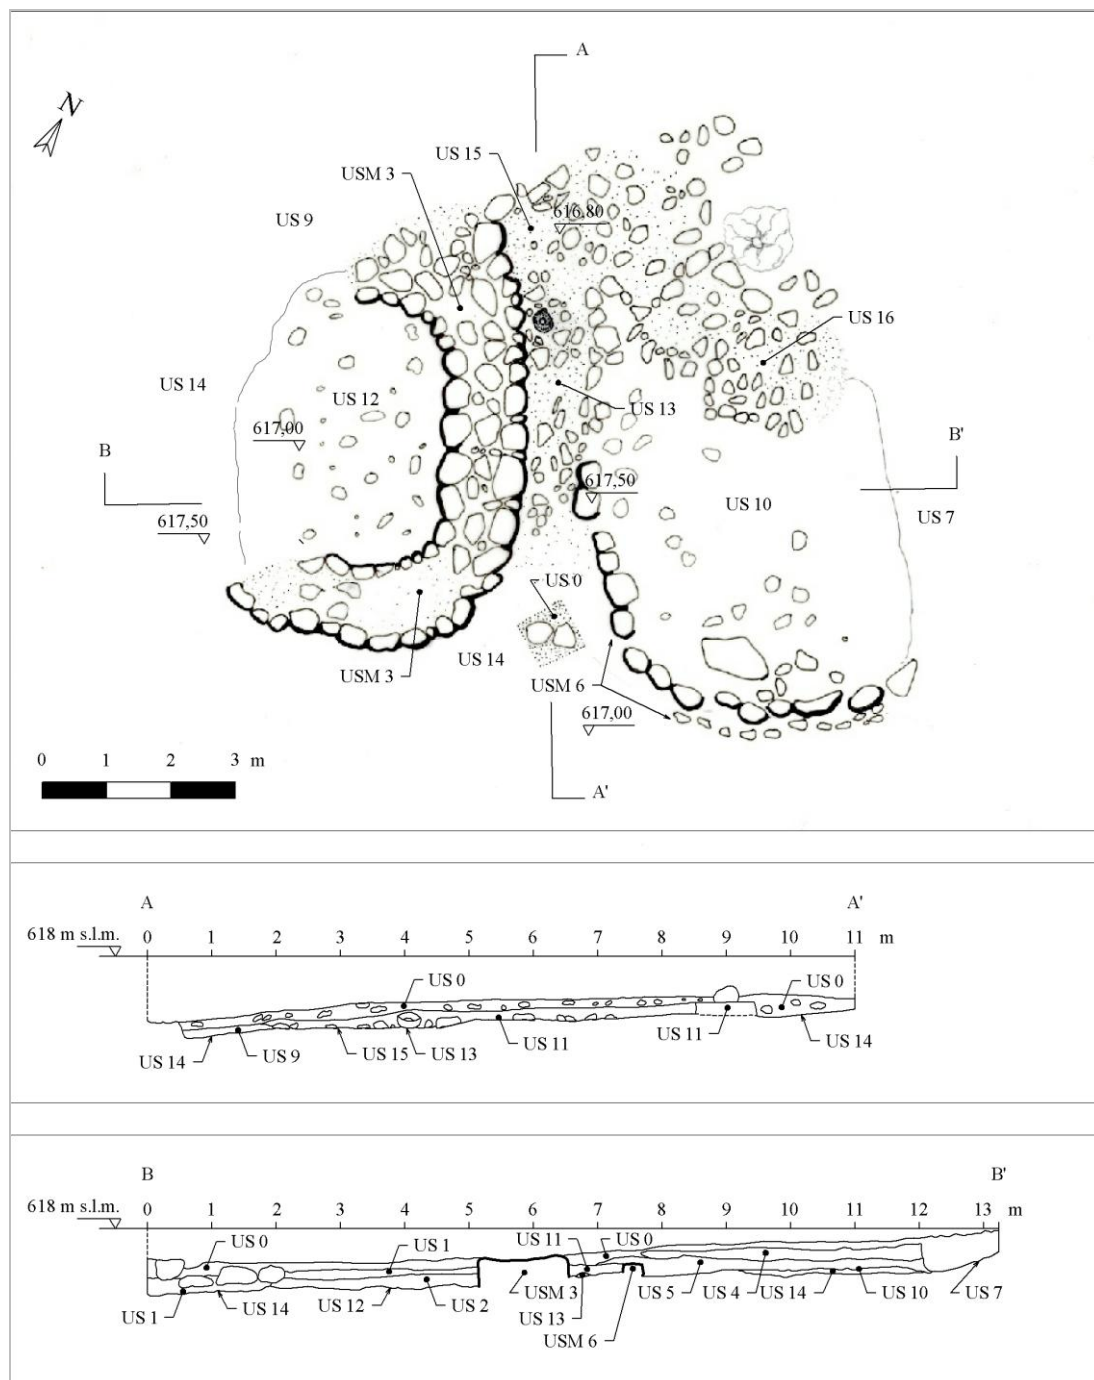 A
N
US 15
USM 3
US 9
616.80
US 16
US 14
US 12
US 13
617,00
B
B'
617,50
US 10
617,50
US 7
US 0
US 14
USM 3
USM 6
617,00
0 1 2 3 m
A'
A A'
618 m s.l.m. 0 1 2 3 4 5 6 7 8 9 10 11 m
US 0 US 0
US 14 US 9 US 15 US 13 US 11 US 11 US 14
B B'
618 m s.l.m. 0 1 2 3 4 5 6 7 8 9 10 11 12 13 m
US 0 US 1 US 11 US 0
US 1 US 14 US 12 US 2 USM 3 US 5 US 4 US 14 US 10 US 7
US 13
USM 6